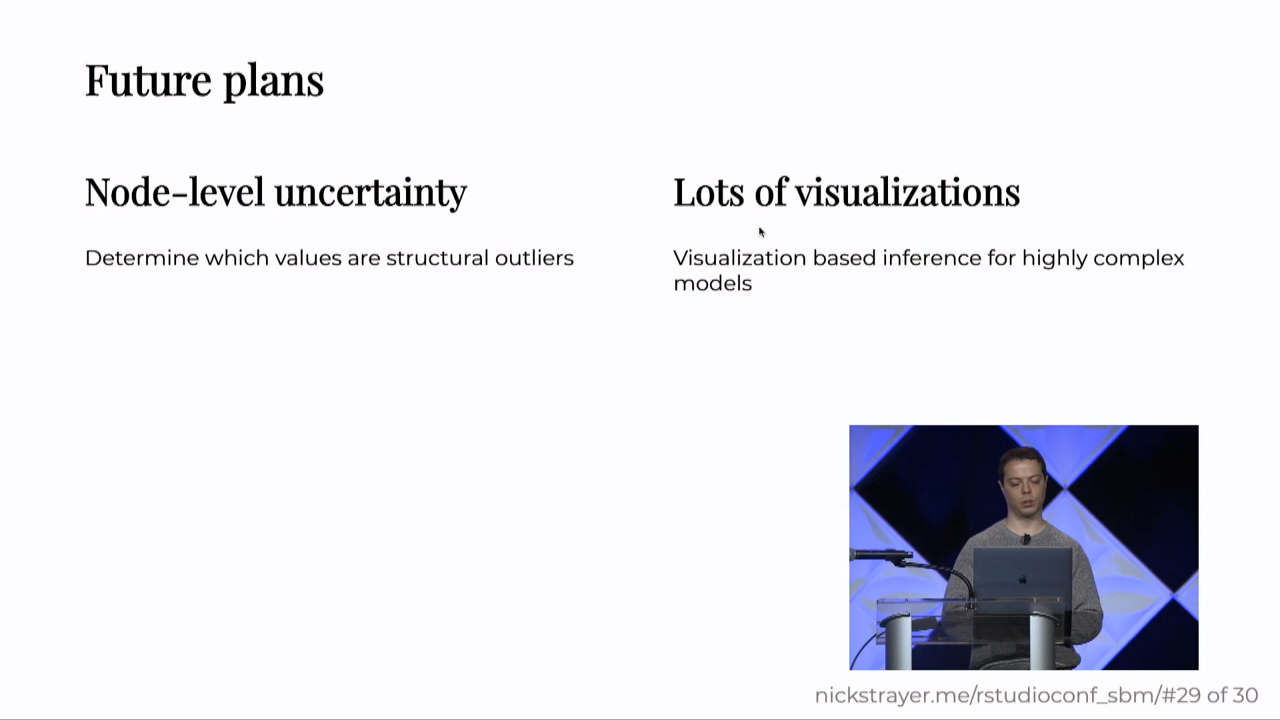 Future plans
Node-level uncertainty
Determine which values are structural outliers
Lots of visualizations
Visualization based inference for highly complex
models
nickstrayer.me/rstudioconf_sbm/#29 of 30